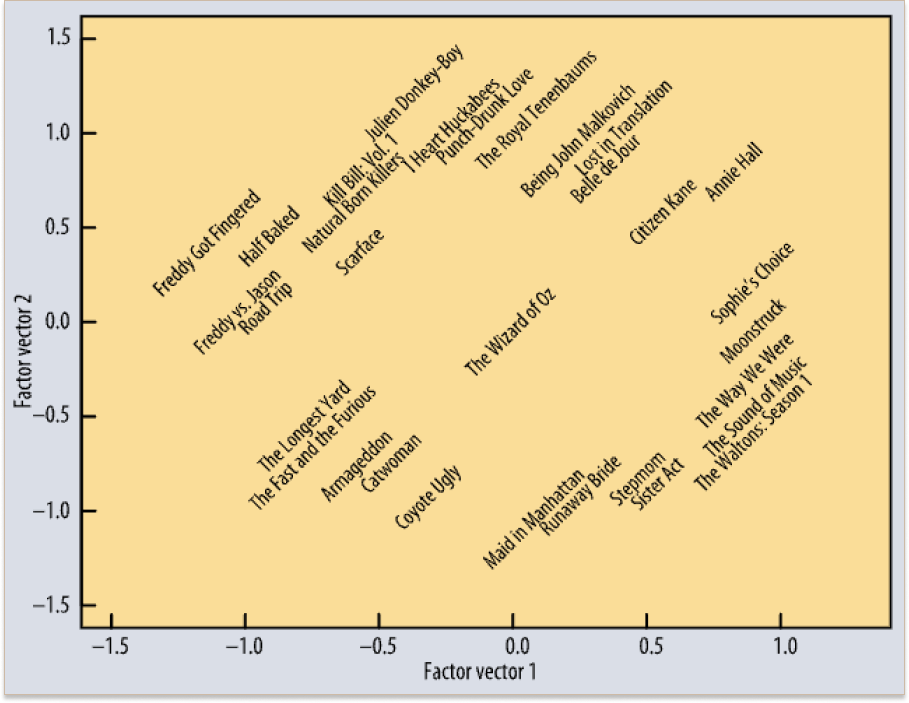 1.5
1.0
0.5
0.0
−0.5
−1.0
−1.5
Factor vector 2
Julien Donkey-Boy
I Heart Huckabees
Punch-Drunk Love
The Royal Tenenbaums
Kill Bill: Vol. 1
Natural Born Killers
Being John Malkovich
Lost in Translation
Belle de Jour
Annie Hall
Citizen Kane
Freddy Got Fingered
Half Baked
Scarface
Freddy vs. Jason
Road Trip
Sophie's Choice
Moonstruck
The Wizard of Oz
The Way We Were
The Sound of Music
The Waltons: Season 1
The Longest Yard
The Fast and the Furious
Armageddon
Catwoman
Coyote Ugly
Maid in Manhattan
Runaway Bride
Stepmom
Sister Act
−1.5
−1.0
−0.5
0.0
0.5
1.0
Factor vector 1